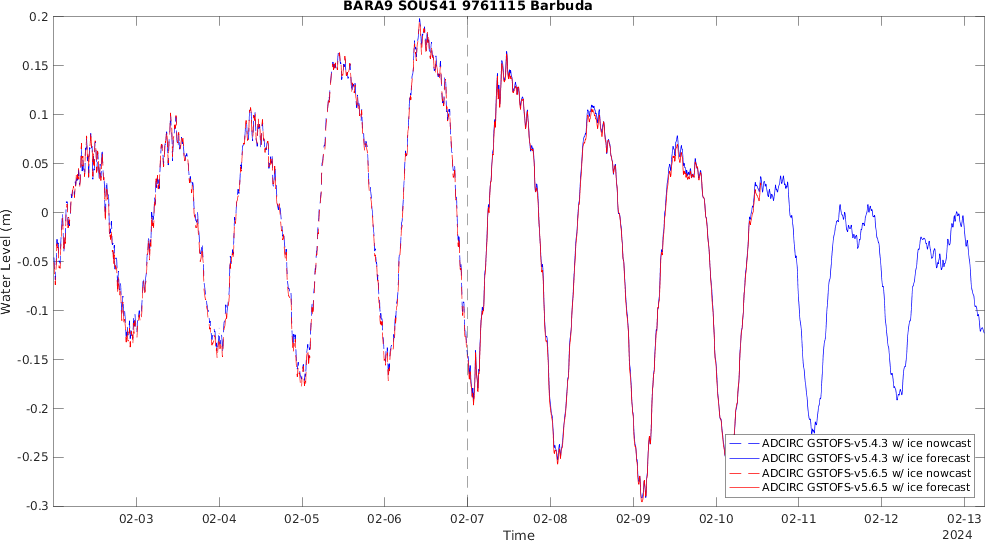 BARA9 SOUS41 9761115 Barbuda
0.2
0.15
0.1
0.05
0
-0.05
-0.1
-0.15
-0.2
-0.25
-0.3
Water Level (m)
ADCIRC GSTOFS-v5.4.3 w/ ice nowcast
ADCIRC GSTOFS-v5.4.3 w/ ice forecast
ADCIRC GSTOFS-v5.6.5 w/ ice nowcast
ADCIRC GSTOFS-v5.6.5 w/ ice forecast
02-03 02-04 02-05 02-06 02-07 02-08 02-09 02-10 02-11 02-12 02-13
Time
2024